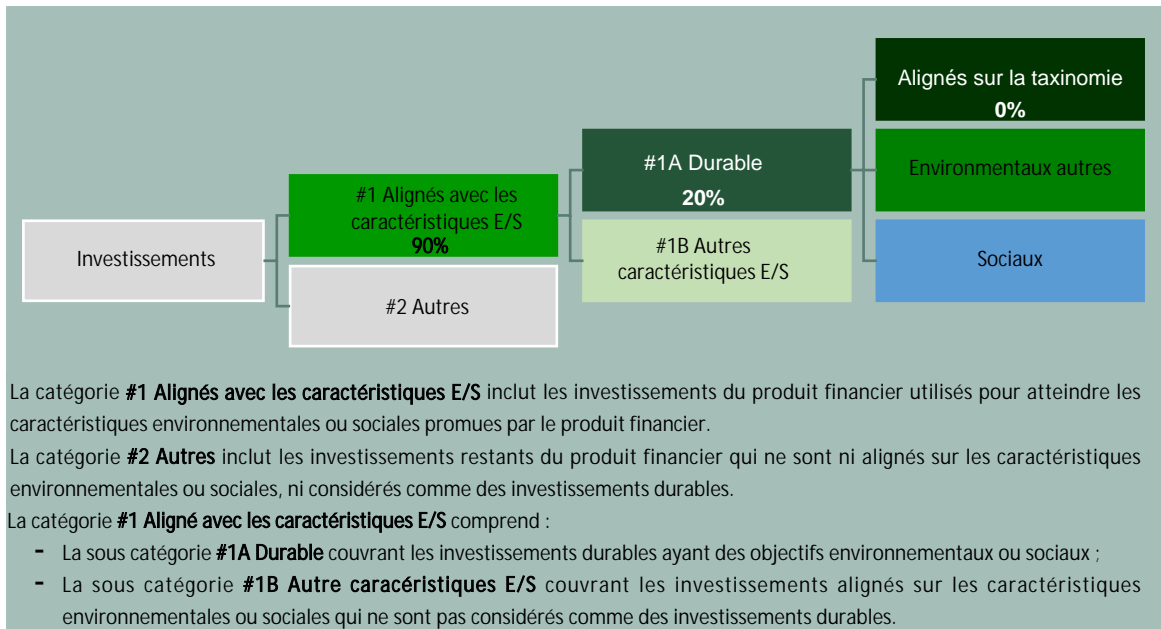 Alignés sur la taxinomie
0%
#1A Durable
20%
Environmentaux autres
#1 Alignés avec les
caractéristiques E/S
90%
#1B Autres
caractéristiques E/S
Investissements
Sociaux
#2 Autres
La catégorie #1 Alignés avec les caractéristiques E/S inclut les investissements du produit financier utilisés pour atteindre les
caractéristiques environnementales ou sociales promues par le produit financier.
La catégorie #2 Autres inclut les investissements restants du produit financier qui ne sont ni alignés sur les caractéristiques
environnementales ou sociales, ni considérés comme des investissements durables.
La catégorie #1 Aligné avec les caractéristiques E/S comprend :
- La sous catégorie #1A Durable couvrant les investissements durables ayant des objectifs environnementaux ou sociaux ;
- La sous catégorie #1B Autre caracéristiques E/S couvrant les investissements alignés sur les caractéristiques
environnementales ou sociales qui ne sont pas considérés comme des investissements durables.